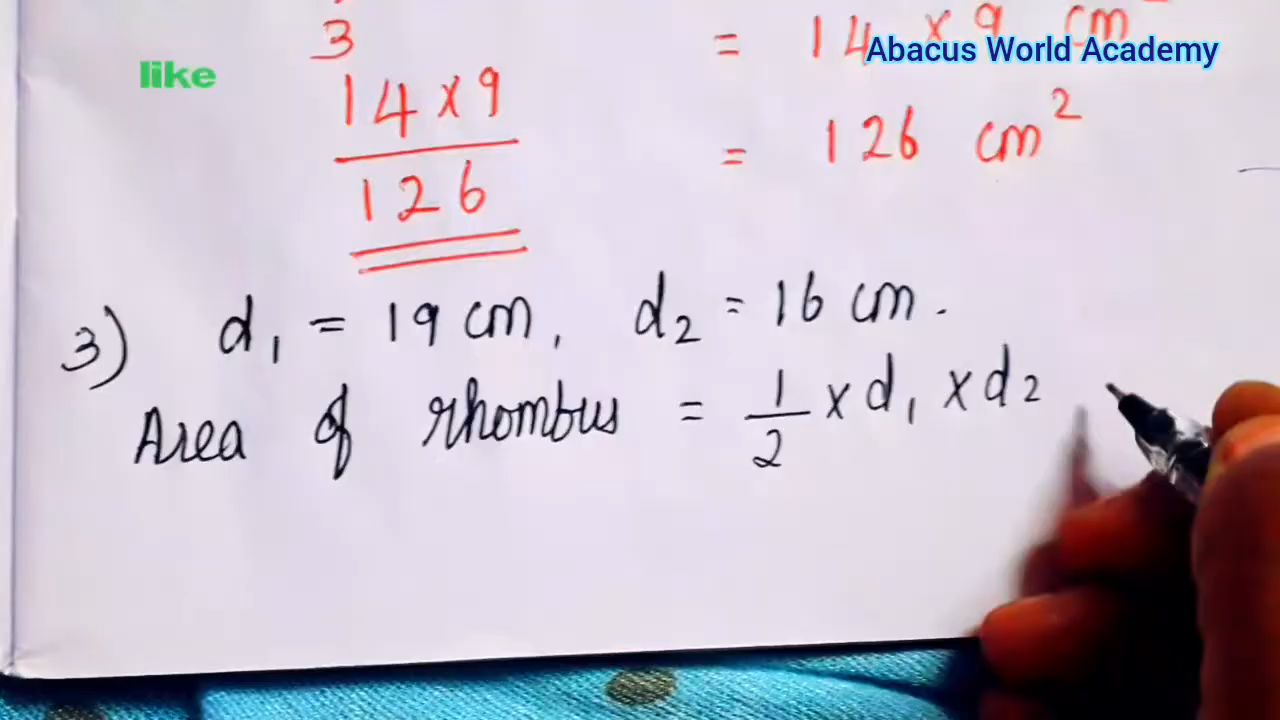 3
= 14 × 9 cm
Abacus World Academy
like
14×9
126
= 126 cm²
3) d₁ = 19 cm, d₂ = 16 cm.
Area of rhombus = 1/2 × d₁ × d₂